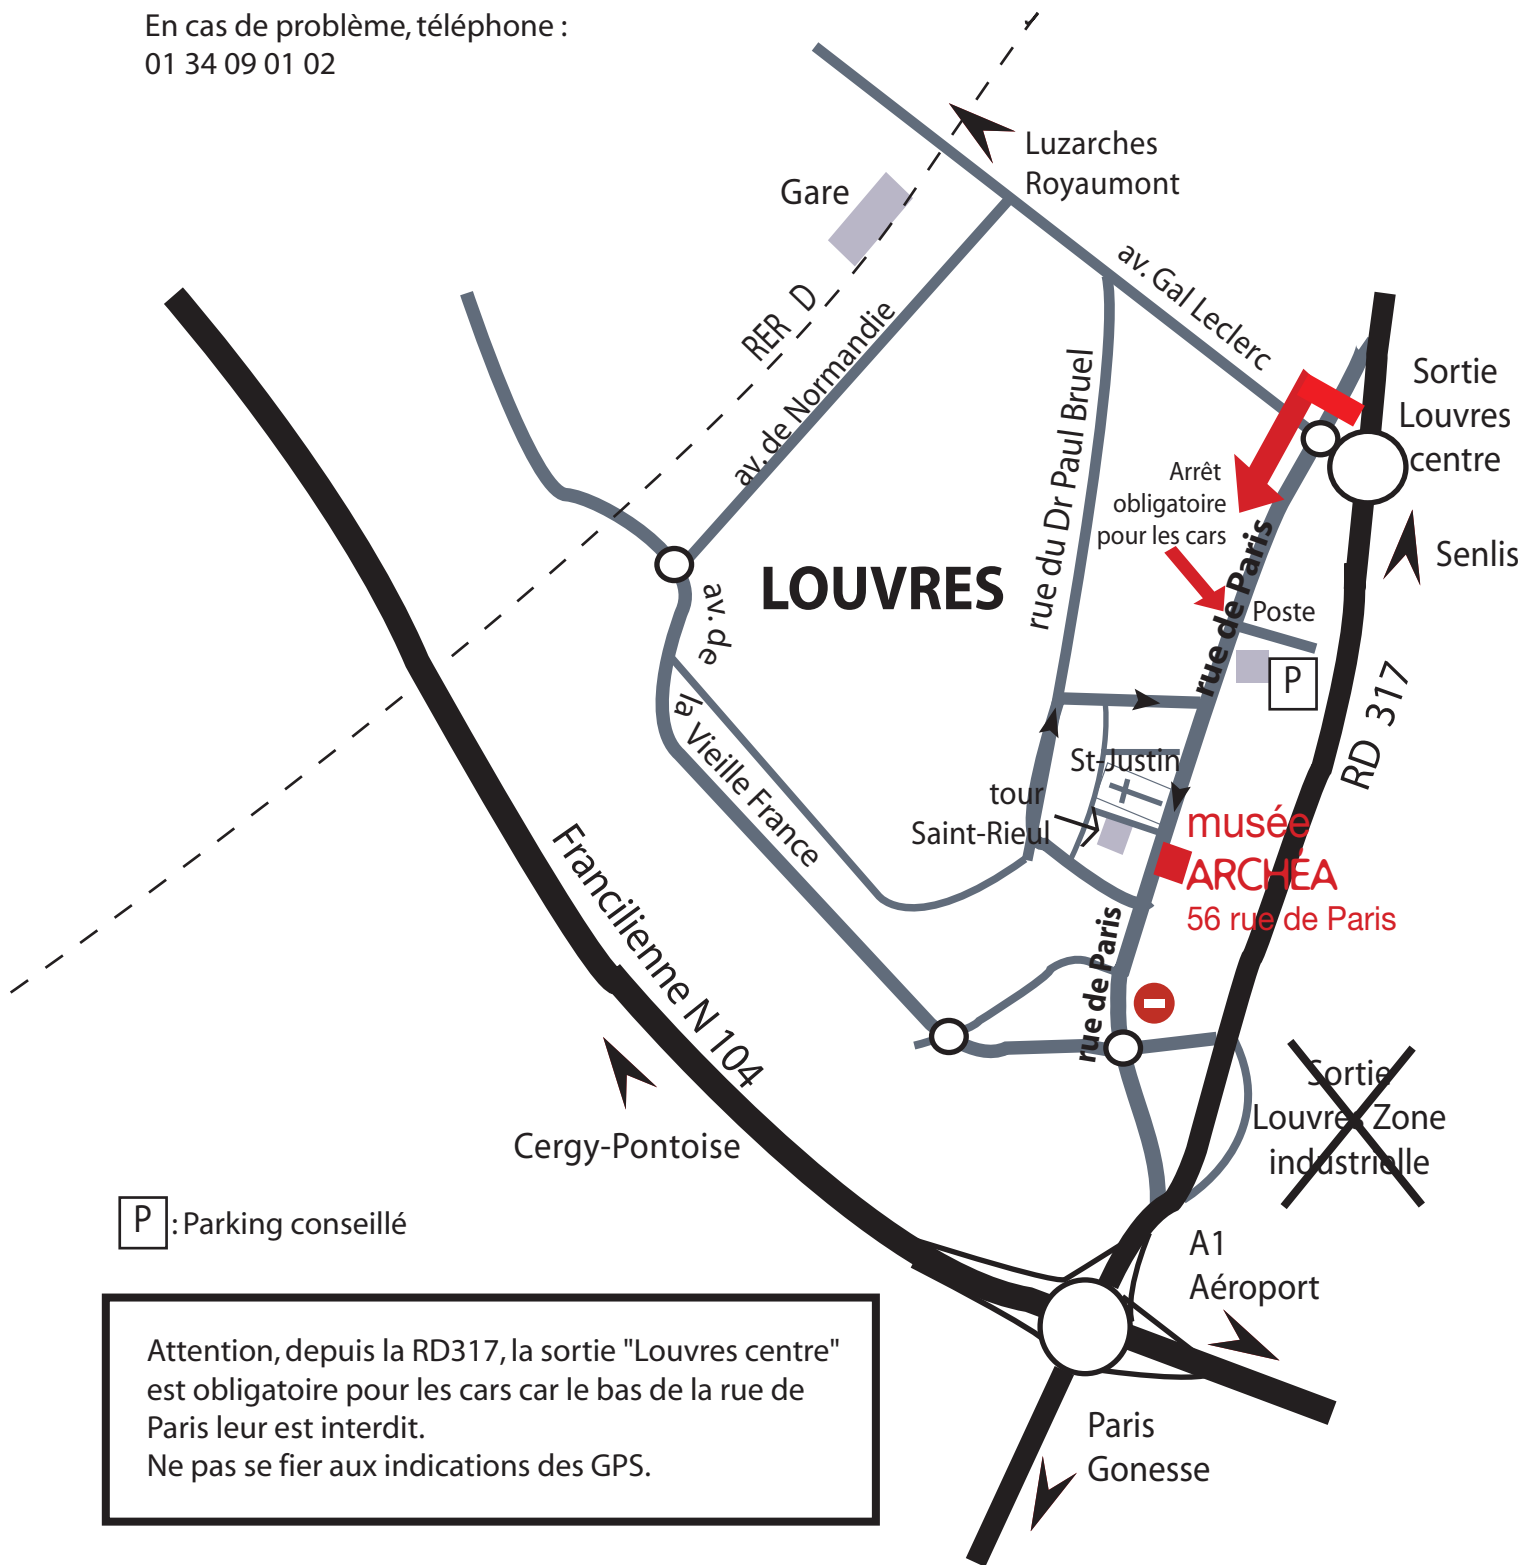 En cas de problème, téléphone :
01 34 09 01 02
Luzarches
Royaumont
Gare
av. Gal Leclerc
RER D
av. de Normandie
rue du Dr Paul Bruel
Sortie
Louvres
centre
Arrêt
obligatoire
pour les cars
Senlis
LOUVRES
rue de Paris
Poste
P
av. de
la Vieille France
RD 317
St-Justin
tour
Saint-Rieul
musée
ARCHÉA
56 rue de Paris
rue de Paris
Francilienne N 104
Sortie
Louvres Zone
industrielle
Cergy-Pontoise
P : Parking conseillé
A1
Aéroport
Attention, depuis la RD317, la sortie "Louvres centre"
est obligatoire pour les cars car le bas de la rue de
Paris leur est interdit.
Ne pas se fier aux indications des GPS.
Paris
Gonesse